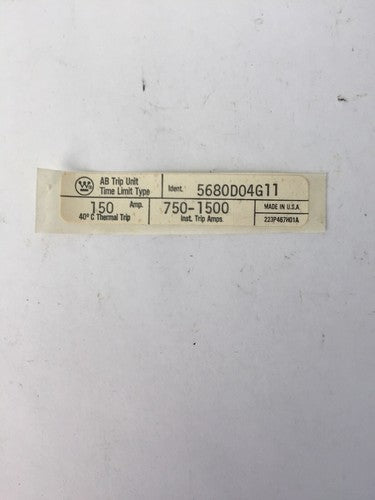 W AB Trip Unit
Time Limit Type
Ident. 5680D04G11
150 Amp.
40° C Thermal Trip
750-1500
Inst. Trip Amps.
MADE IN U.S.A.
223P487H01A